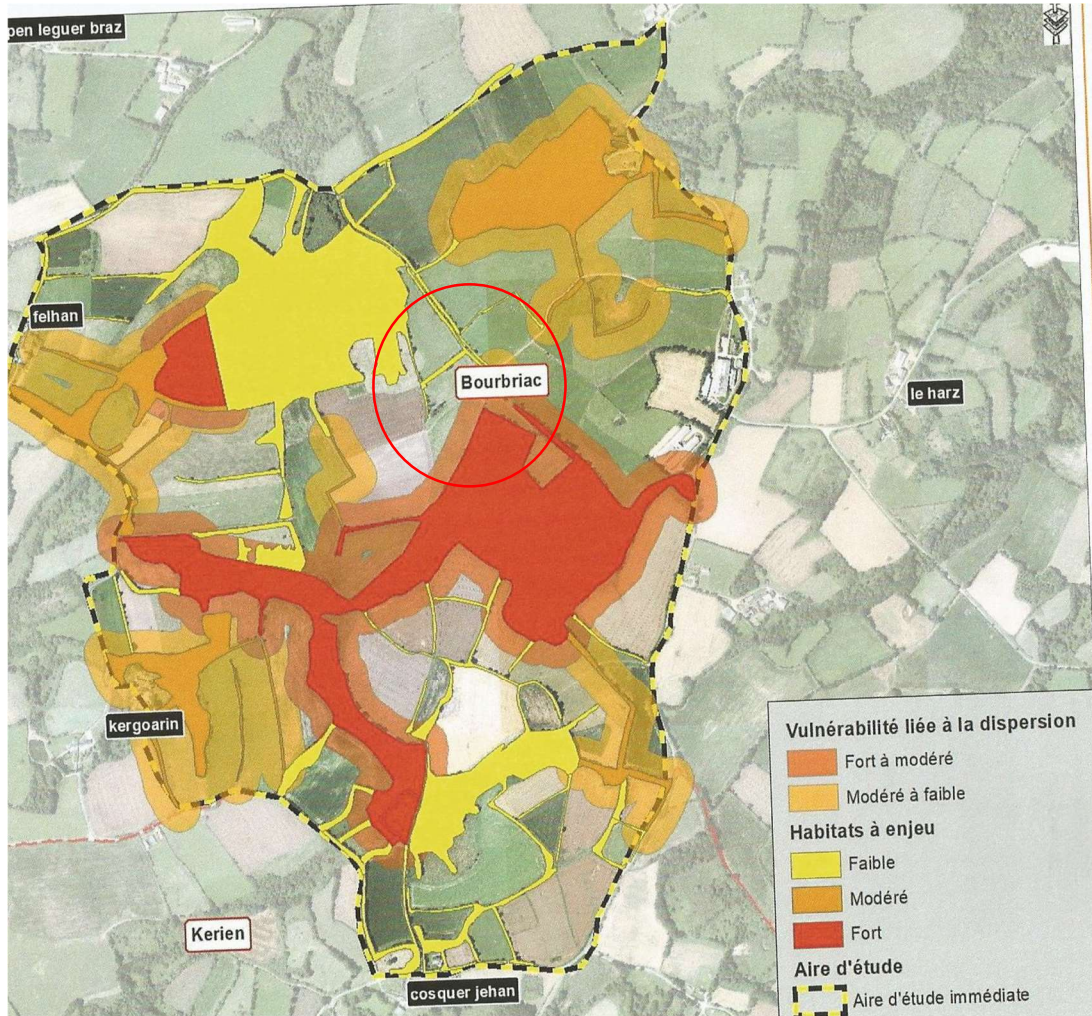 pen leguer braz
felhan
Bourbriac
le harz
kergoarin
Kerien
cosquer jehan
Vulnérabilité liée à la dispersion
Fort à modéré
Modéré à faible
Habitats à enjeu
Faible
Modéré
Fort
Aire d'étude
Aire d'étude immédiate